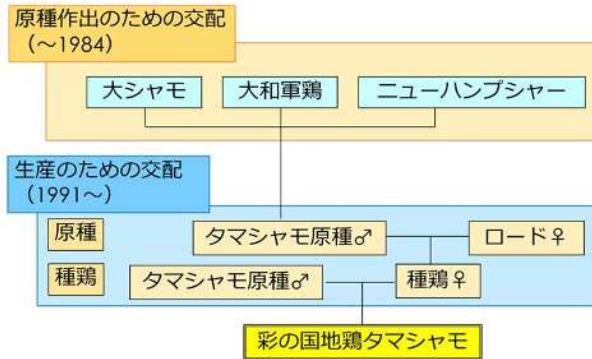 原種作出のための交配
（～1984）
大シャモ 大和軍鶏 ニューハンプシャー
生産のための交配
（1991～）
原種 タマシャモ原種♂ ロード♀
種鶏 タマシャモ原種♂ 種鶏♀
彩の国地鶏タマシャモ